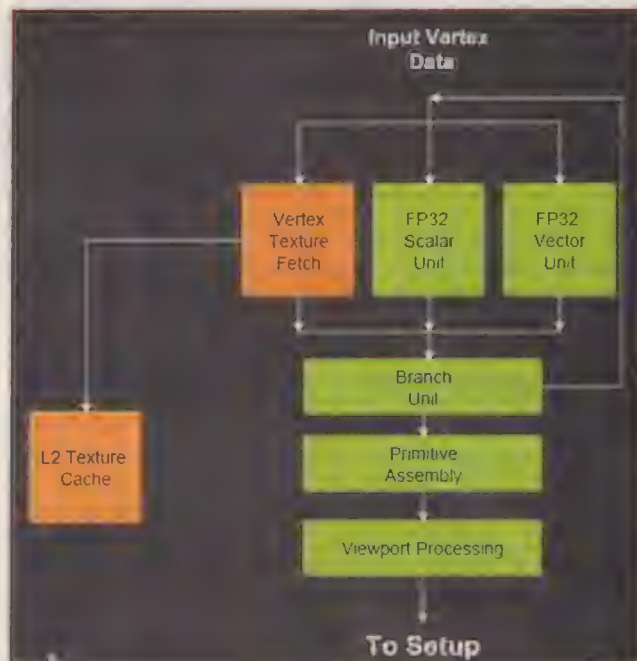 Input Vertex
Data
Vertex
Texture
Fetch
FP32
Scalar
Unit
FP32
Vector
Unit
Branch
Unit
L2 Texture
Cache
Primitive
Assembly
Viewport Processing
To Setup